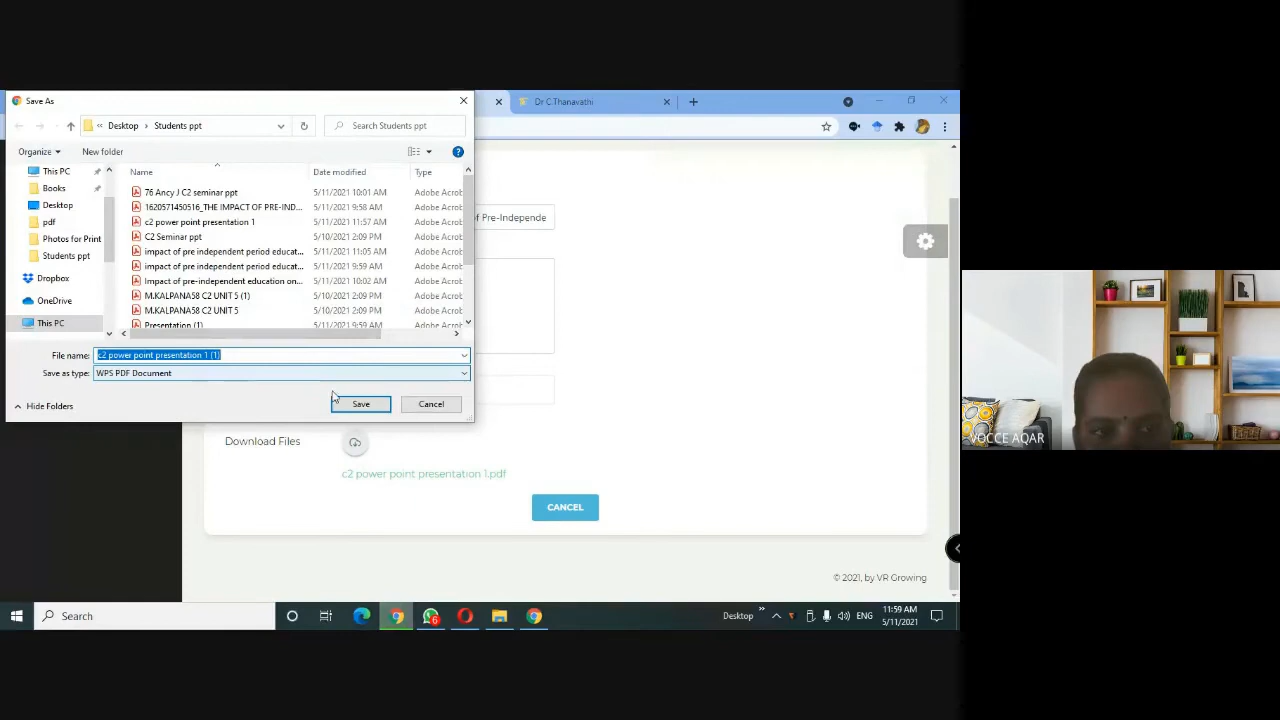 Save As
Desktop > Students ppt
Search Students ppt
Organize
New folder
Name
Date modified
Type
This PC
Books
Desktop
pdf
Photos for Print
Students ppt
Dropbox
OneDrive
This PC
76 Ancy J C2 seminar ppt 5/11/2021 10:01 AM Adobe Acrob
1620571450516_THE IMPACT OF PRE-IND... 5/11/2021 9:58 AM Adobe Acrob
c2 power point presentation 1 5/11/2021 11:57 AM Adobe Acrob
C2 Seminar ppt 5/10/2021 2:09 PM Adobe Acrob
impact of pre independent period educat... 5/11/2021 11:05 AM Adobe Acrob
impact of pre independent period educat... 5/11/2021 9:59 AM Adobe Acrob
Impact of pre-independent education on... 5/11/2021 10:02 AM Adobe Acrob
M.KALPANA58 C2 UNIT 5 (1) 5/10/2021 2:09 PM Adobe Acrob
M.KALPANA58 C2 UNIT 5 5/10/2021 2:09 PM Adobe Acrob
Presentation (1) 5/11/2021 9:59 AM Adobe Acrob
File name: c2 power point presentation 1 (1)
Save as type: WPS PDF Document
Hide Folders
Save
Cancel
Dr C.Thanavathi
of Pre-Independe
Download Files
c2 power point presentation 1.pdf
CANCEL
© 2021, by VR Growing
VOCCE AQAR
Search
6
Desktop
ENG
11:59 AM
5/11/2021